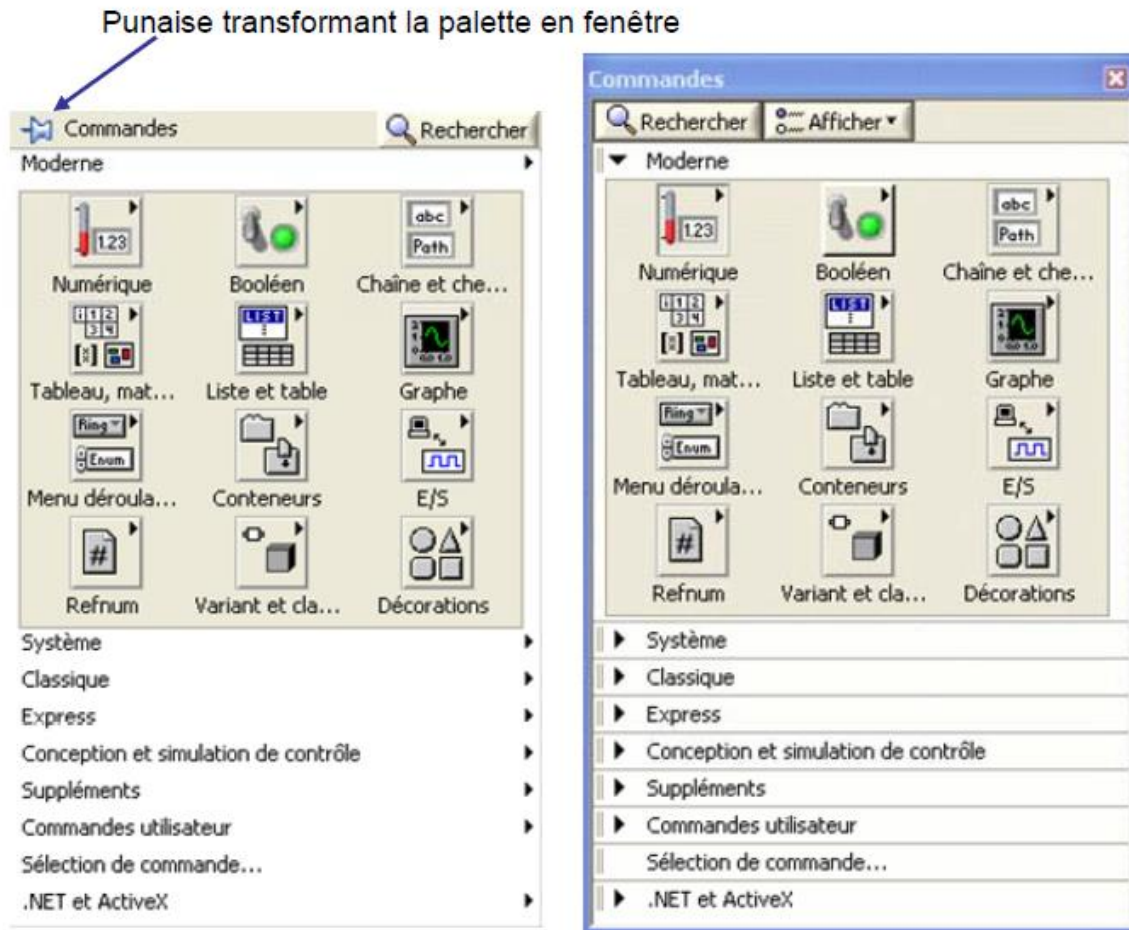 Punaise transformant la palette en fenêtre
Commandes
Rechercher
Moderne
1.23
abc
Path
Numérique
Booléen
Chaîne et che...
LIST
Tableau, mat...
Liste et table
Graphe
Ring
Enum
Menu déroula...
Conteneurs
E/S
#
Refnum
Variant et cla...
Décorations
Système
Classique
Express
Conception et simulation de contrôle
Suppléments
Commandes utilisateur
Sélection de commande...
.NET et ActiveX
Commandes
Rechercher
Afficher
Moderne
1.23
abc
Path
Numérique
Booléen
Chaîne et che...
LIST
Tableau, mat...
Liste et table
Graphe
Ring
Enum
Menu déroula...
Conteneurs
E/S
#
Refnum
Variant et cla...
Décorations
Système
Classique
Express
Conception et simulation de contrôle
Suppléments
Commandes utilisateur
Sélection de commande...
.NET et ActiveX